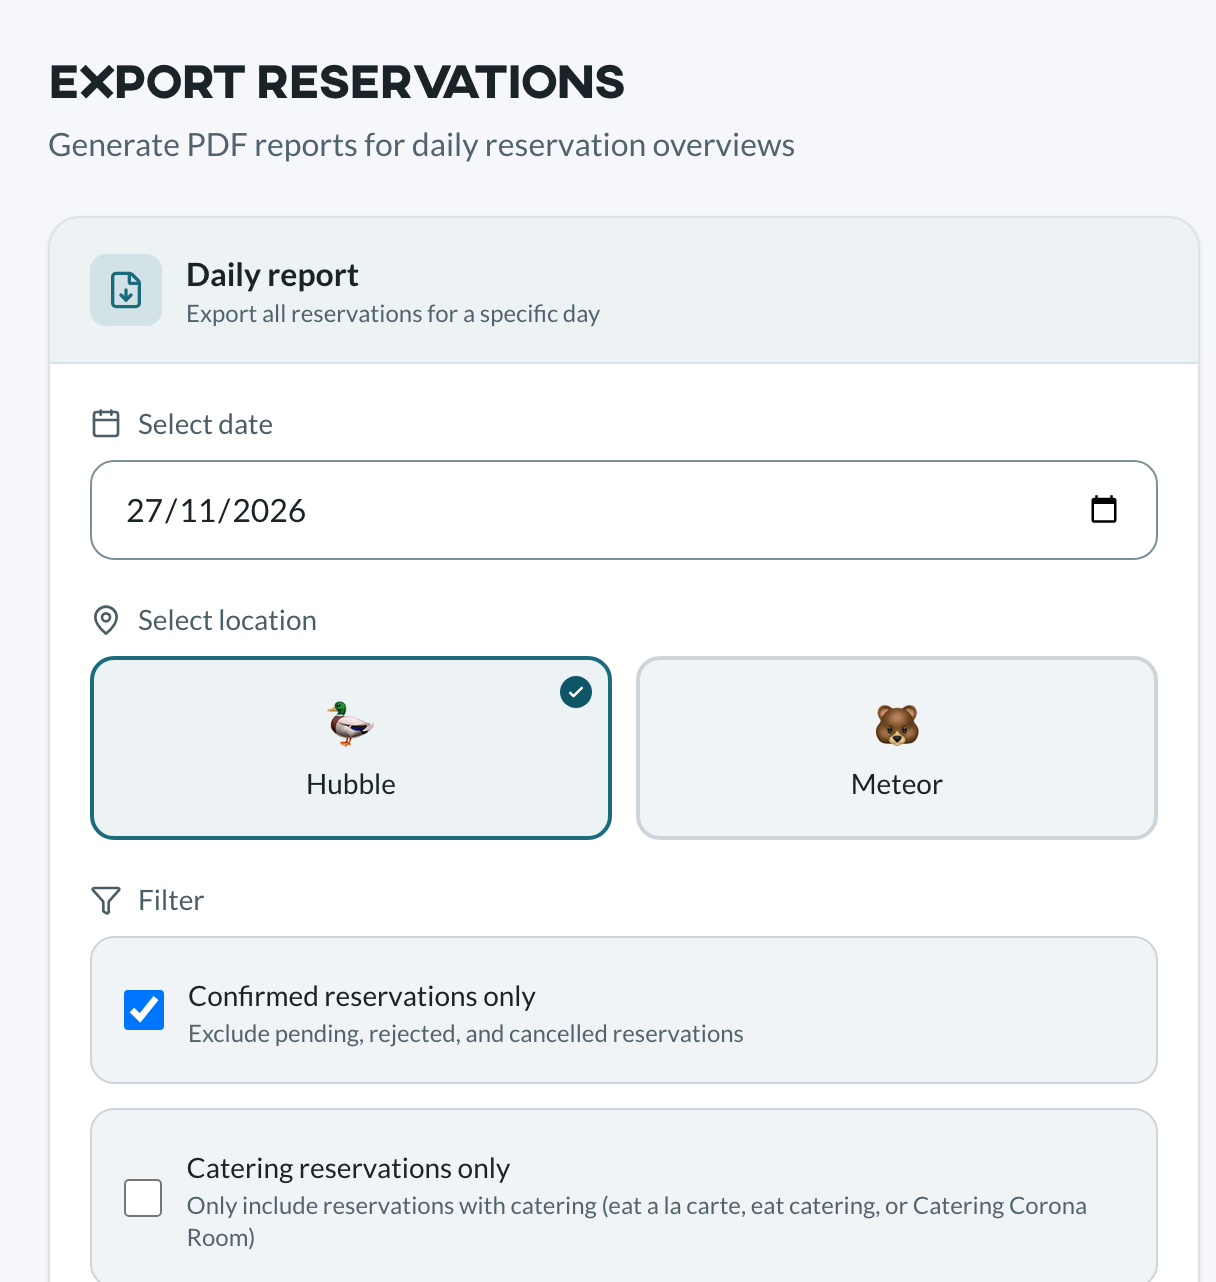 EXPORT RESERVATIONS
Generate PDF reports for daily reservation overviews
Daily report
Export all reservations for a specific day
Select date
27/11/2026
Select location
Hubble
Meteor
Filter
Confirmed reservations only
Exclude pending, rejected, and cancelled reservations
Catering reservations only
Only include reservations with catering (eat a la carte, eat catering, or Catering Corona
Room)